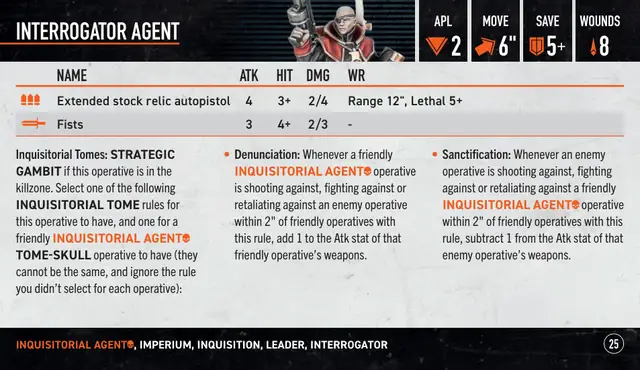 INTERROGATOR AGENT
APL
2
MOVE
6"
SAVE
5+
WOUNDS
8
NAME ATK HIT DMG WR
Extended stock relic autopistol 4 3+ 2/4 Range 12", Lethal 5+
Fists 3 4+ 2/3 -
Inquisitorial Tomes: STRATEGIC
GAMBIT if this operative is in the
killzone. Select one of the following
INQUISITORIAL TOME rules for
this operative to have, and one for a
friendly INQUISITORIAL AGENT
TOME-SKULL operative to have (they
cannot be the same, and ignore the rule
you didn't select for each operative):
• Denunciation: Whenever a friendly
INQUISITORIAL AGENT operative
is shooting against, fighting against or
retaliating against an enemy operative
within 2" of friendly operatives with
this rule, add 1 to the Atk stat of that
friendly operative's weapons.
• Sanctification: Whenever an enemy
operative is shooting against, fighting
against or retaliating against a friendly
INQUISITORIAL AGENT operative
within 2" of friendly operatives with this
rule, subtract 1 from the Atk stat of that
enemy operative's weapons.
INQUISITORIAL AGENT, IMPERIUM, INQUISITION, LEADER, INTERROGATOR
25